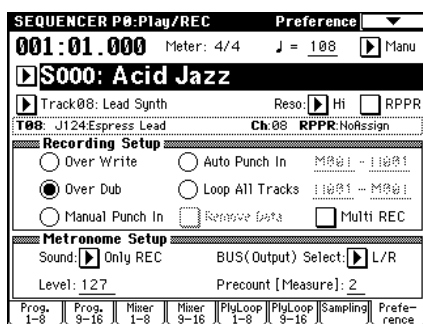 SEQUENCER P0:Play/REC Preference
001:01.000 Meter: 4/4 ♩ = 108 Manu
S000: Acid Jazz
Track08: Lead Synth Reso: Hi RPPR
T08: J124:Espress Lead Ch:08 RPPR:NoAssign
Recording Setup
Over Write Auto Punch In M001 - M001
Over Dub Loop All Tracks M001 - M001
Manual Punch In Remove Data Multi REC
Metronome Setup
Sound: Only REC BUS(Output) Select: L/R
Level: 127 Precount [Measure]: 2
Prog. 1-8 Prog. 9-16 Mixer 1-8 Mixer 9-16 PlyLoop 1-8 PlyLoop 9-16 Sampling Prefe-rence